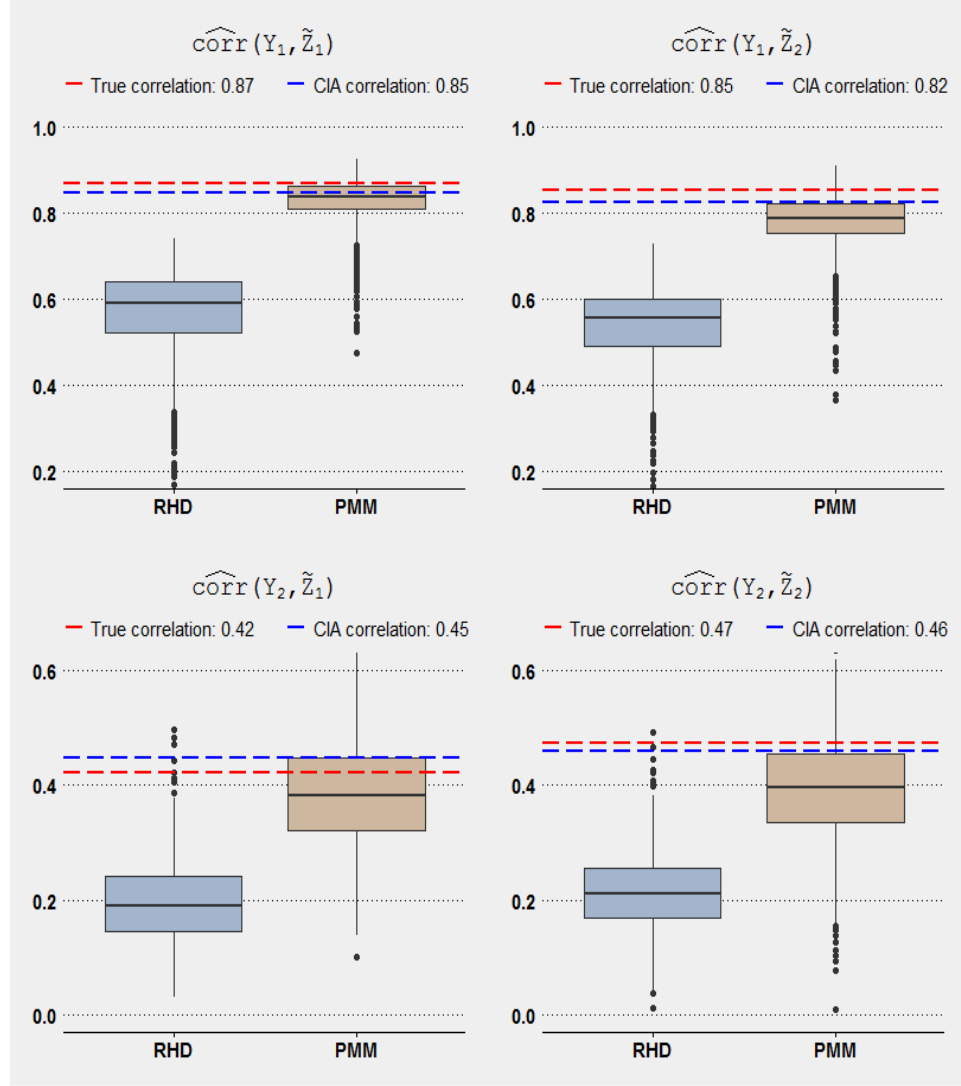 corr(Y₁, Z̃₁)
True correlation: 0.87 CIA correlation: 0.85
1.0
0.8
0.6
0.4
0.2
RHD PMM
corr(Y₁, Z̃₂)
True correlation: 0.85 CIA correlation: 0.82
1.0
0.8
0.6
0.4
0.2
RHD PMM
corr(Y₂, Z̃₁)
True correlation: 0.42 CIA correlation: 0.45
0.6
0.4
0.2
0.0
RHD PMM
corr(Y₂, Z̃₂)
True correlation: 0.47 CIA correlation: 0.46
0.6
0.4
0.2
0.0
RHD PMM